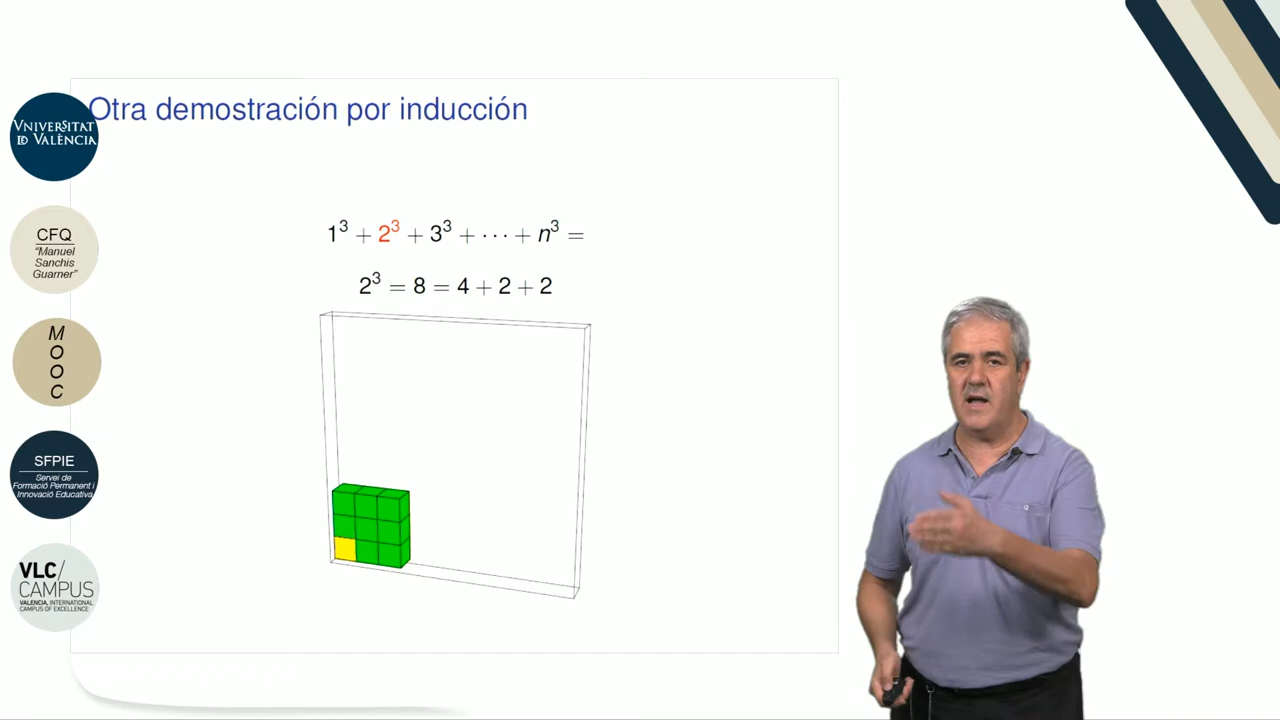 Otra demostración por inducción
VNIVERSITAT
ID VALÈNCIA
1³ + 2³ + 3³ + ⋯ + n³ =
2³ = 8 = 4 + 2 + 2
CFQ
"Manuel
Sanchis
Guarner"
M
O
O
C
SFPIE
Servei de
Formació Permanent i
Innovació Educativa
VLC/
CAMPUS
VALENCIA, INTERNATIONAL
CAMPUS OF EXCELLENCE